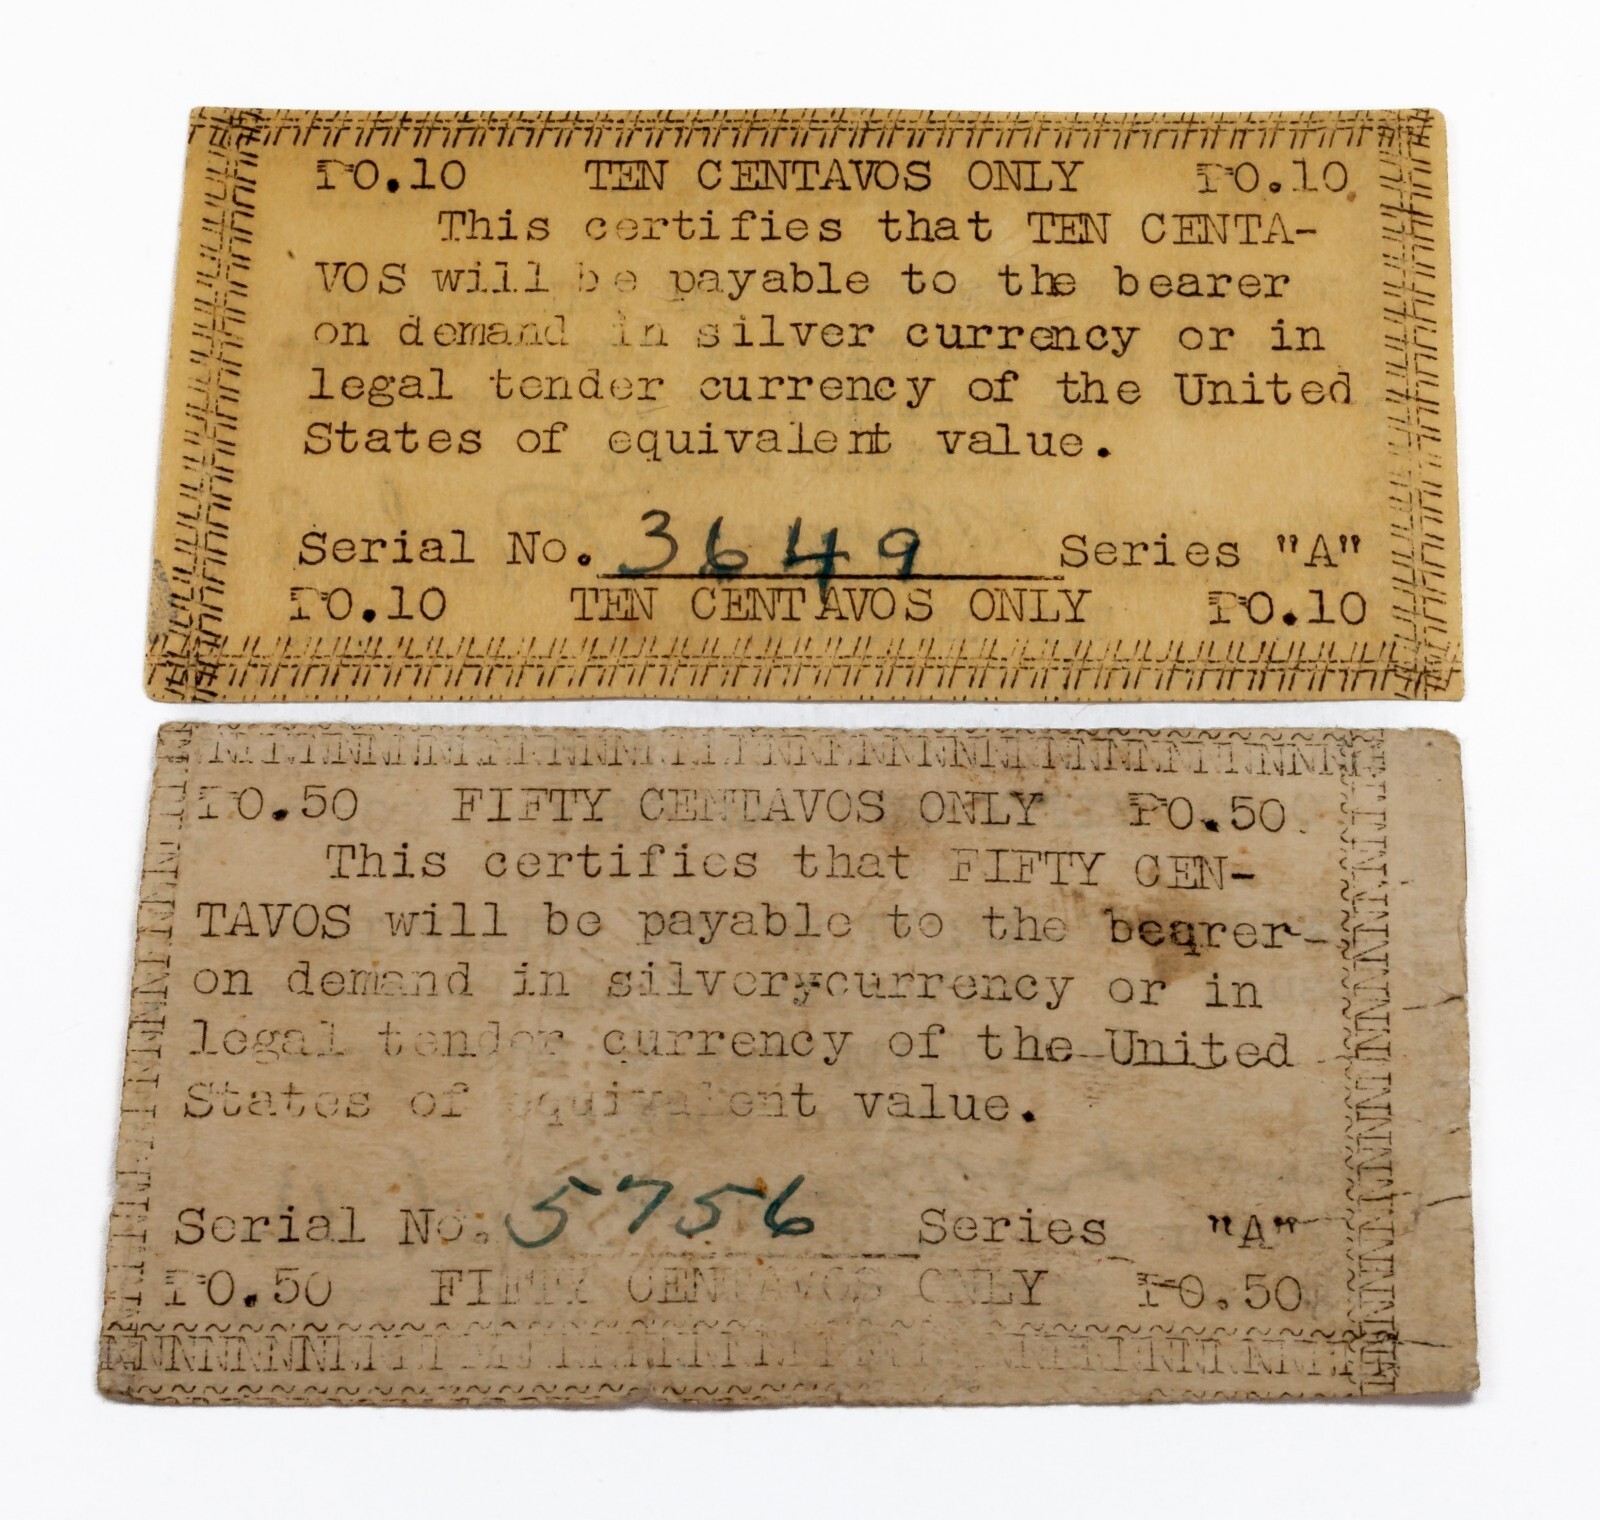 ₱0.10 TEN CENTAVOS ONLY ₱0.10
This certifies that TEN CENTA-
VOS will be payable to the bearer
on demand in silver currency or in
legal tender currency of the United
States of equivalent value.
Serial No. 3649 Series "A"
₱0.10 TEN CENTAVOS ONLY ₱0.10
₱0.50 FIFTY CENTAVOS ONLY ₱0.50
This certifies that FIFTY CEN-
TAVOS will be payable to the bearer
on demand in silverycurrency or in
legal tender currency of the United
States of equivalent value.
Serial No. 5756 Series "A"
₱0.50 FIFTY CENTAVOS ONLY ₱0.50